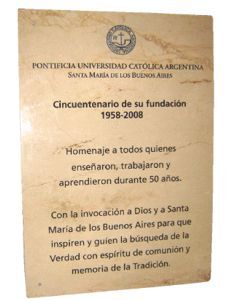 PONTIFICIA UNIVERSIDAD CATÓLICA ARGENTINA
SANTA MARÍA DE LOS BUENOS AIRES
Cincuentenario de su fundación
1958-2008
Homenaje a todos quienes
enseñaron, trabajaron y
aprendieron durante 50 años.
Con la invocación a Dios y a Santa
María de los Buenos Aires para que
inspiren y guíen la búsqueda de la
Verdad con espíritu de comunión y
memoria de la Tradición.